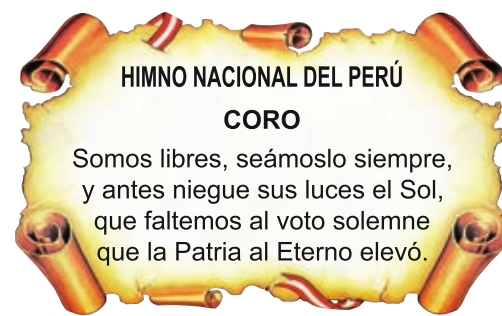 HIMNO NACIONAL DEL PERÚ
CORO
Somos libres, seámoslo siempre,
y antes niegue sus luces el Sol,
que faltemos al voto solemne
que la Patria al Eterno elevó.